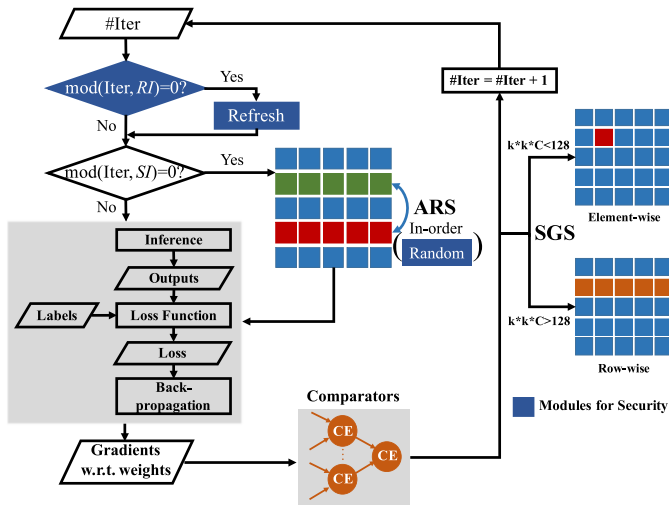 #Iter
mod(Iter, RI)=0?
Yes
Refresh
No
mod(Iter, SI)=0?
Yes
No
ARS
In-order
(Random)
Inference
Outputs
Labels
Loss Function
Loss
Back-
propagation
Gradients
w.r.t. weights
Comparators
CE
CE
CE
#Iter = #Iter + 1
SGS
k*k*C<128
Element-wise
k*k*C>128
Row-wise
Modules for Security